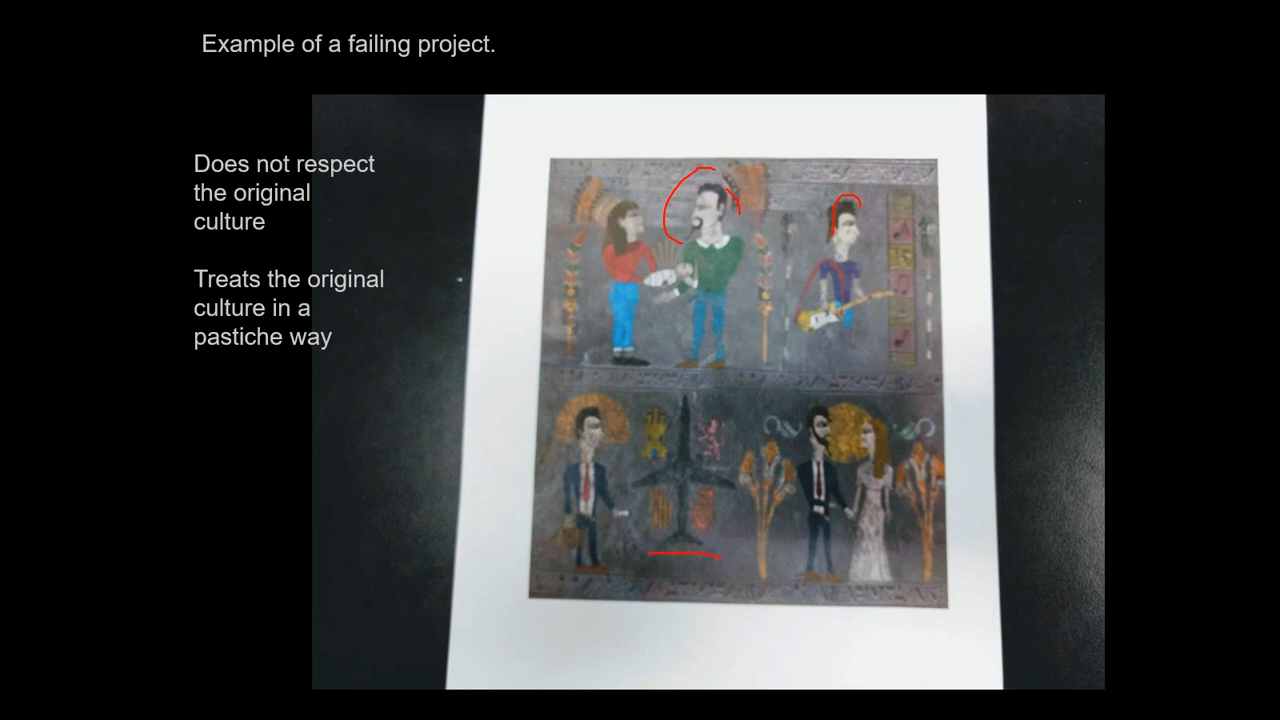 Example of a failing project.
Does not respect
the original
culture
Treats the original
culture in a
pastiche way